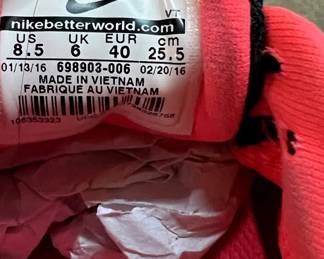 VT
nikebetterworld.com
US UK EUR cm
8.5 6 40 25.5
01/13/16 698903-006 02/20/16
MADE IN VIETNAM
FABRIQUE AU VIETNAM